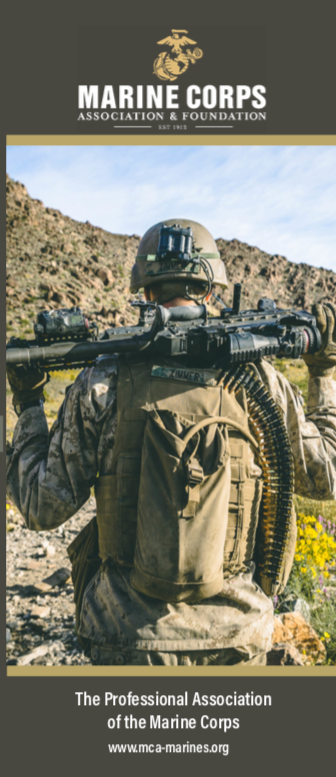 MARINE CORPS
ASSOCIATION & FOUNDATION
EST 1913
The Professional Association
of the Marine Corps
www.mca-marines.org